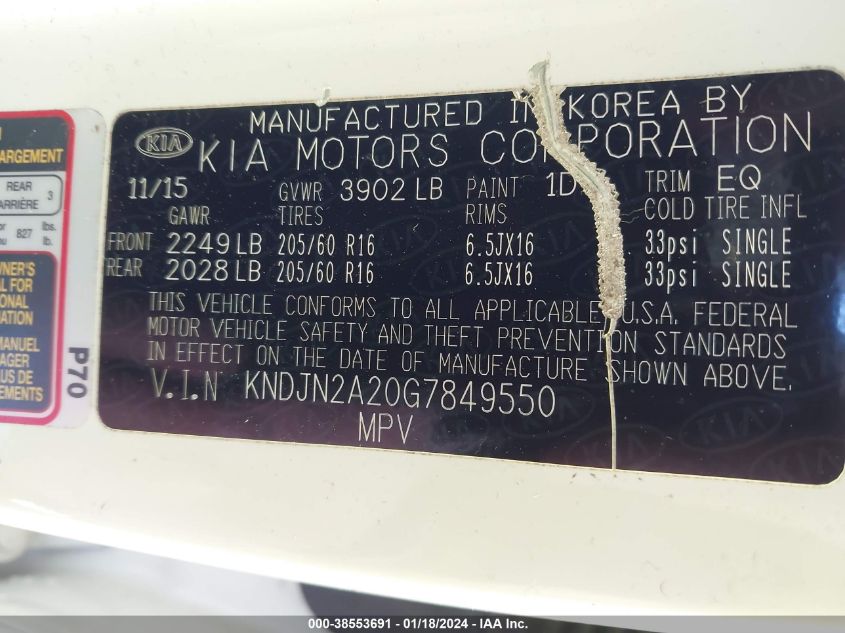 MANUFACTURED IN KOREA BY
KIA
KIA MOTORS CORPORATION
11/15 GVWR 3902 LB PAINT 1D TRIM EQ
GAWR TIRES RIMS COLD TIRE INFL
FRONT 2249 LB 205/60 R16 6.5JX16 33psi SINGLE
REAR 2028 LB 205/60 R16 6.5JX16 33psi SINGLE
THIS VEHICLE CONFORMS TO ALL APPLICABLE U.S.A. FEDERAL
MOTOR VEHICLE SAFETY AND THEFT PREVENTION STANDARDS
IN EFFECT ON THE DATE OF MANUFACTURE SHOWN ABOVE.
V.I.N KNDJN2A20G7849550
MPV
ARGEMENT
REAR
ARRIÈRE 3
827 lbs.
lb.
P70
000-38553691 - 01/18/2024 - IAA Inc.